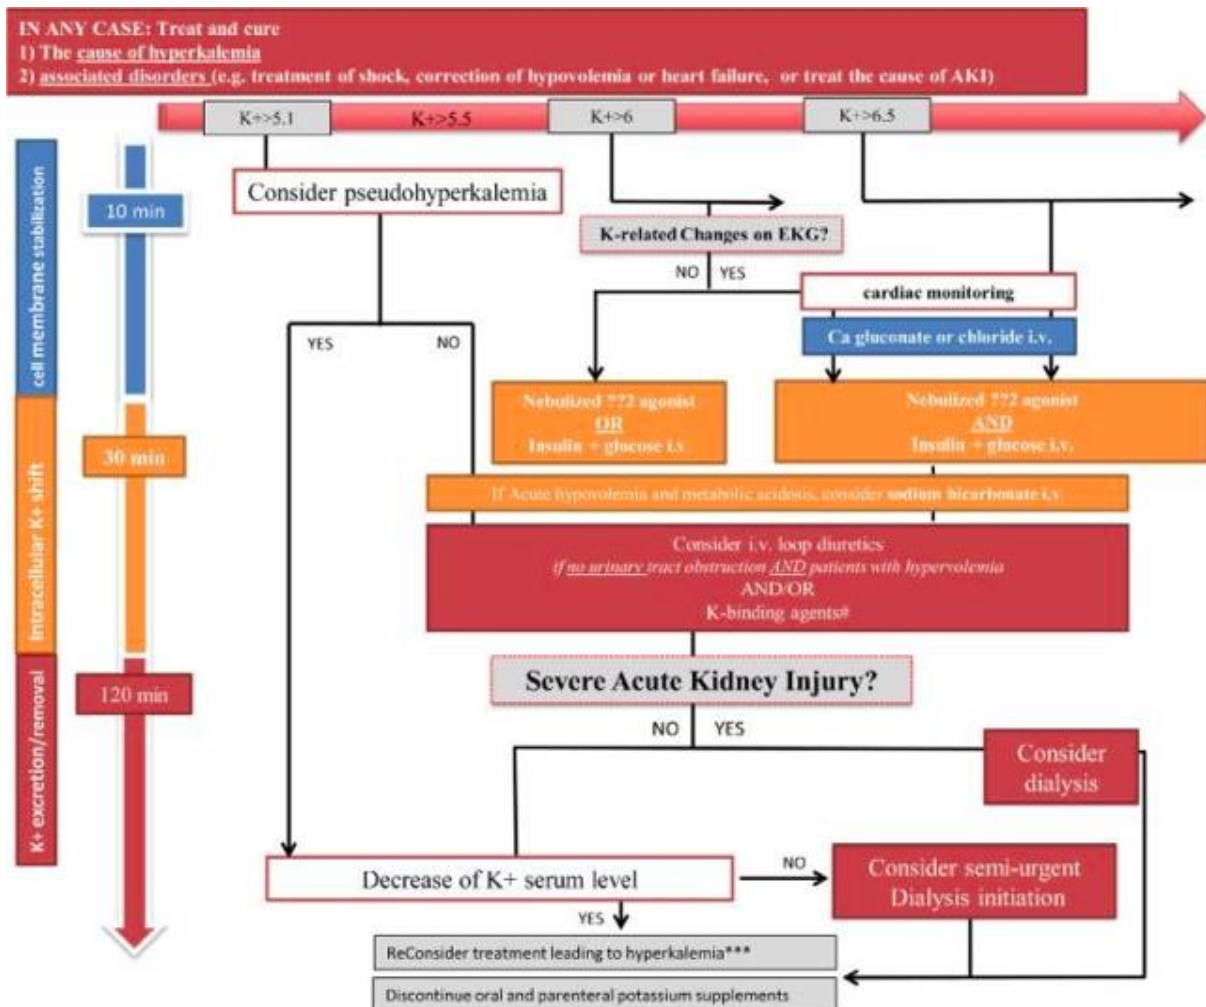 IN ANY CASE: Treat and cure
1) The cause of hyperkalemia
2) associated disorders (e.g. treatment of shock, correction of hypovolemia or heart failure, or treat the cause of AKI)
K+>5.1
K+>5.5
K+>6
K+>6.5
cell membrane stabilization
10 min
Consider pseudohyperkalemia
K-related Changes on EKG?
NO
YES
cardiac monitoring
Ca gluconate or chloride i.v.
YES
NO
Intracellular K+ shift
30 min
Nebulized ??2 agonist
OR
Insulin + glucose i.v.
Nebulized ??2 agonist
AND
Insulin + glucose i.v.
If Acute hypovolemia and metabolic acidosis, consider sodium bicarbonate i.v.
Consider i.v. loop diuretics
if no urinary tract obstruction AND patients with hypervolemia
AND/OR
K-binding agents#
K+ excretion/removal
120 min
Severe Acute Kidney Injury?
NO
YES
Consider
dialysis
Decrease of K+ serum level
NO
Consider semi-urgent
Dialysis initiation
YES
ReConsider treatment leading to hyperkalemia***
Discontinue oral and parenteral potassium supplements